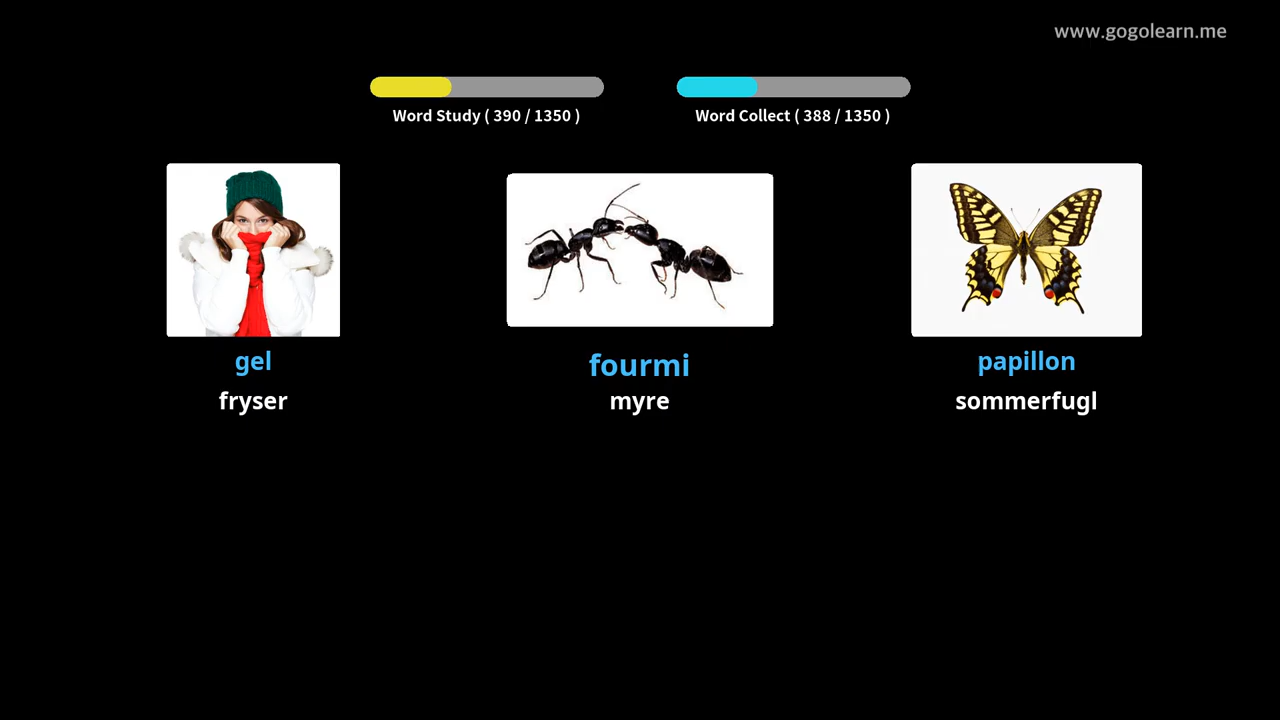 www.gogolearn.me
Word Study ( 390 / 1350 )
Word Collect ( 388 / 1350 )
gel
fourmi
papillon
fryser
myre
sommerfugl